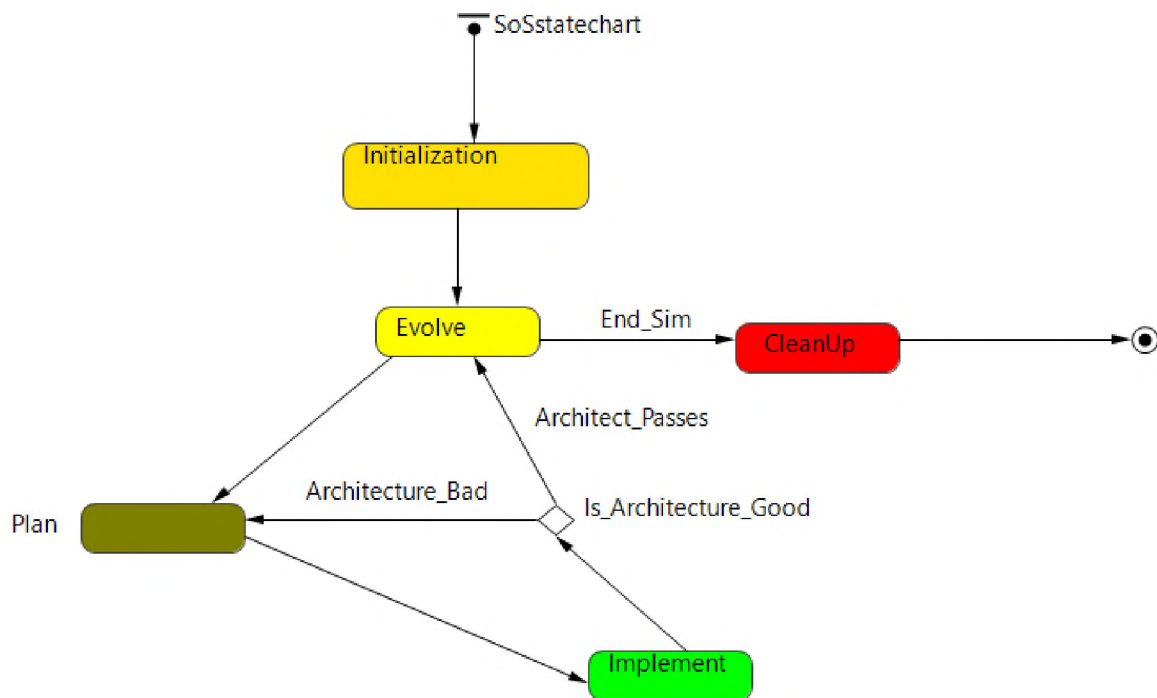 SoSstatechart
Initialization
Evolve
End_Sim
CleanUp
Architect_Passes
Architecture_Bad
Is_Architecture_Good
Plan
Implement